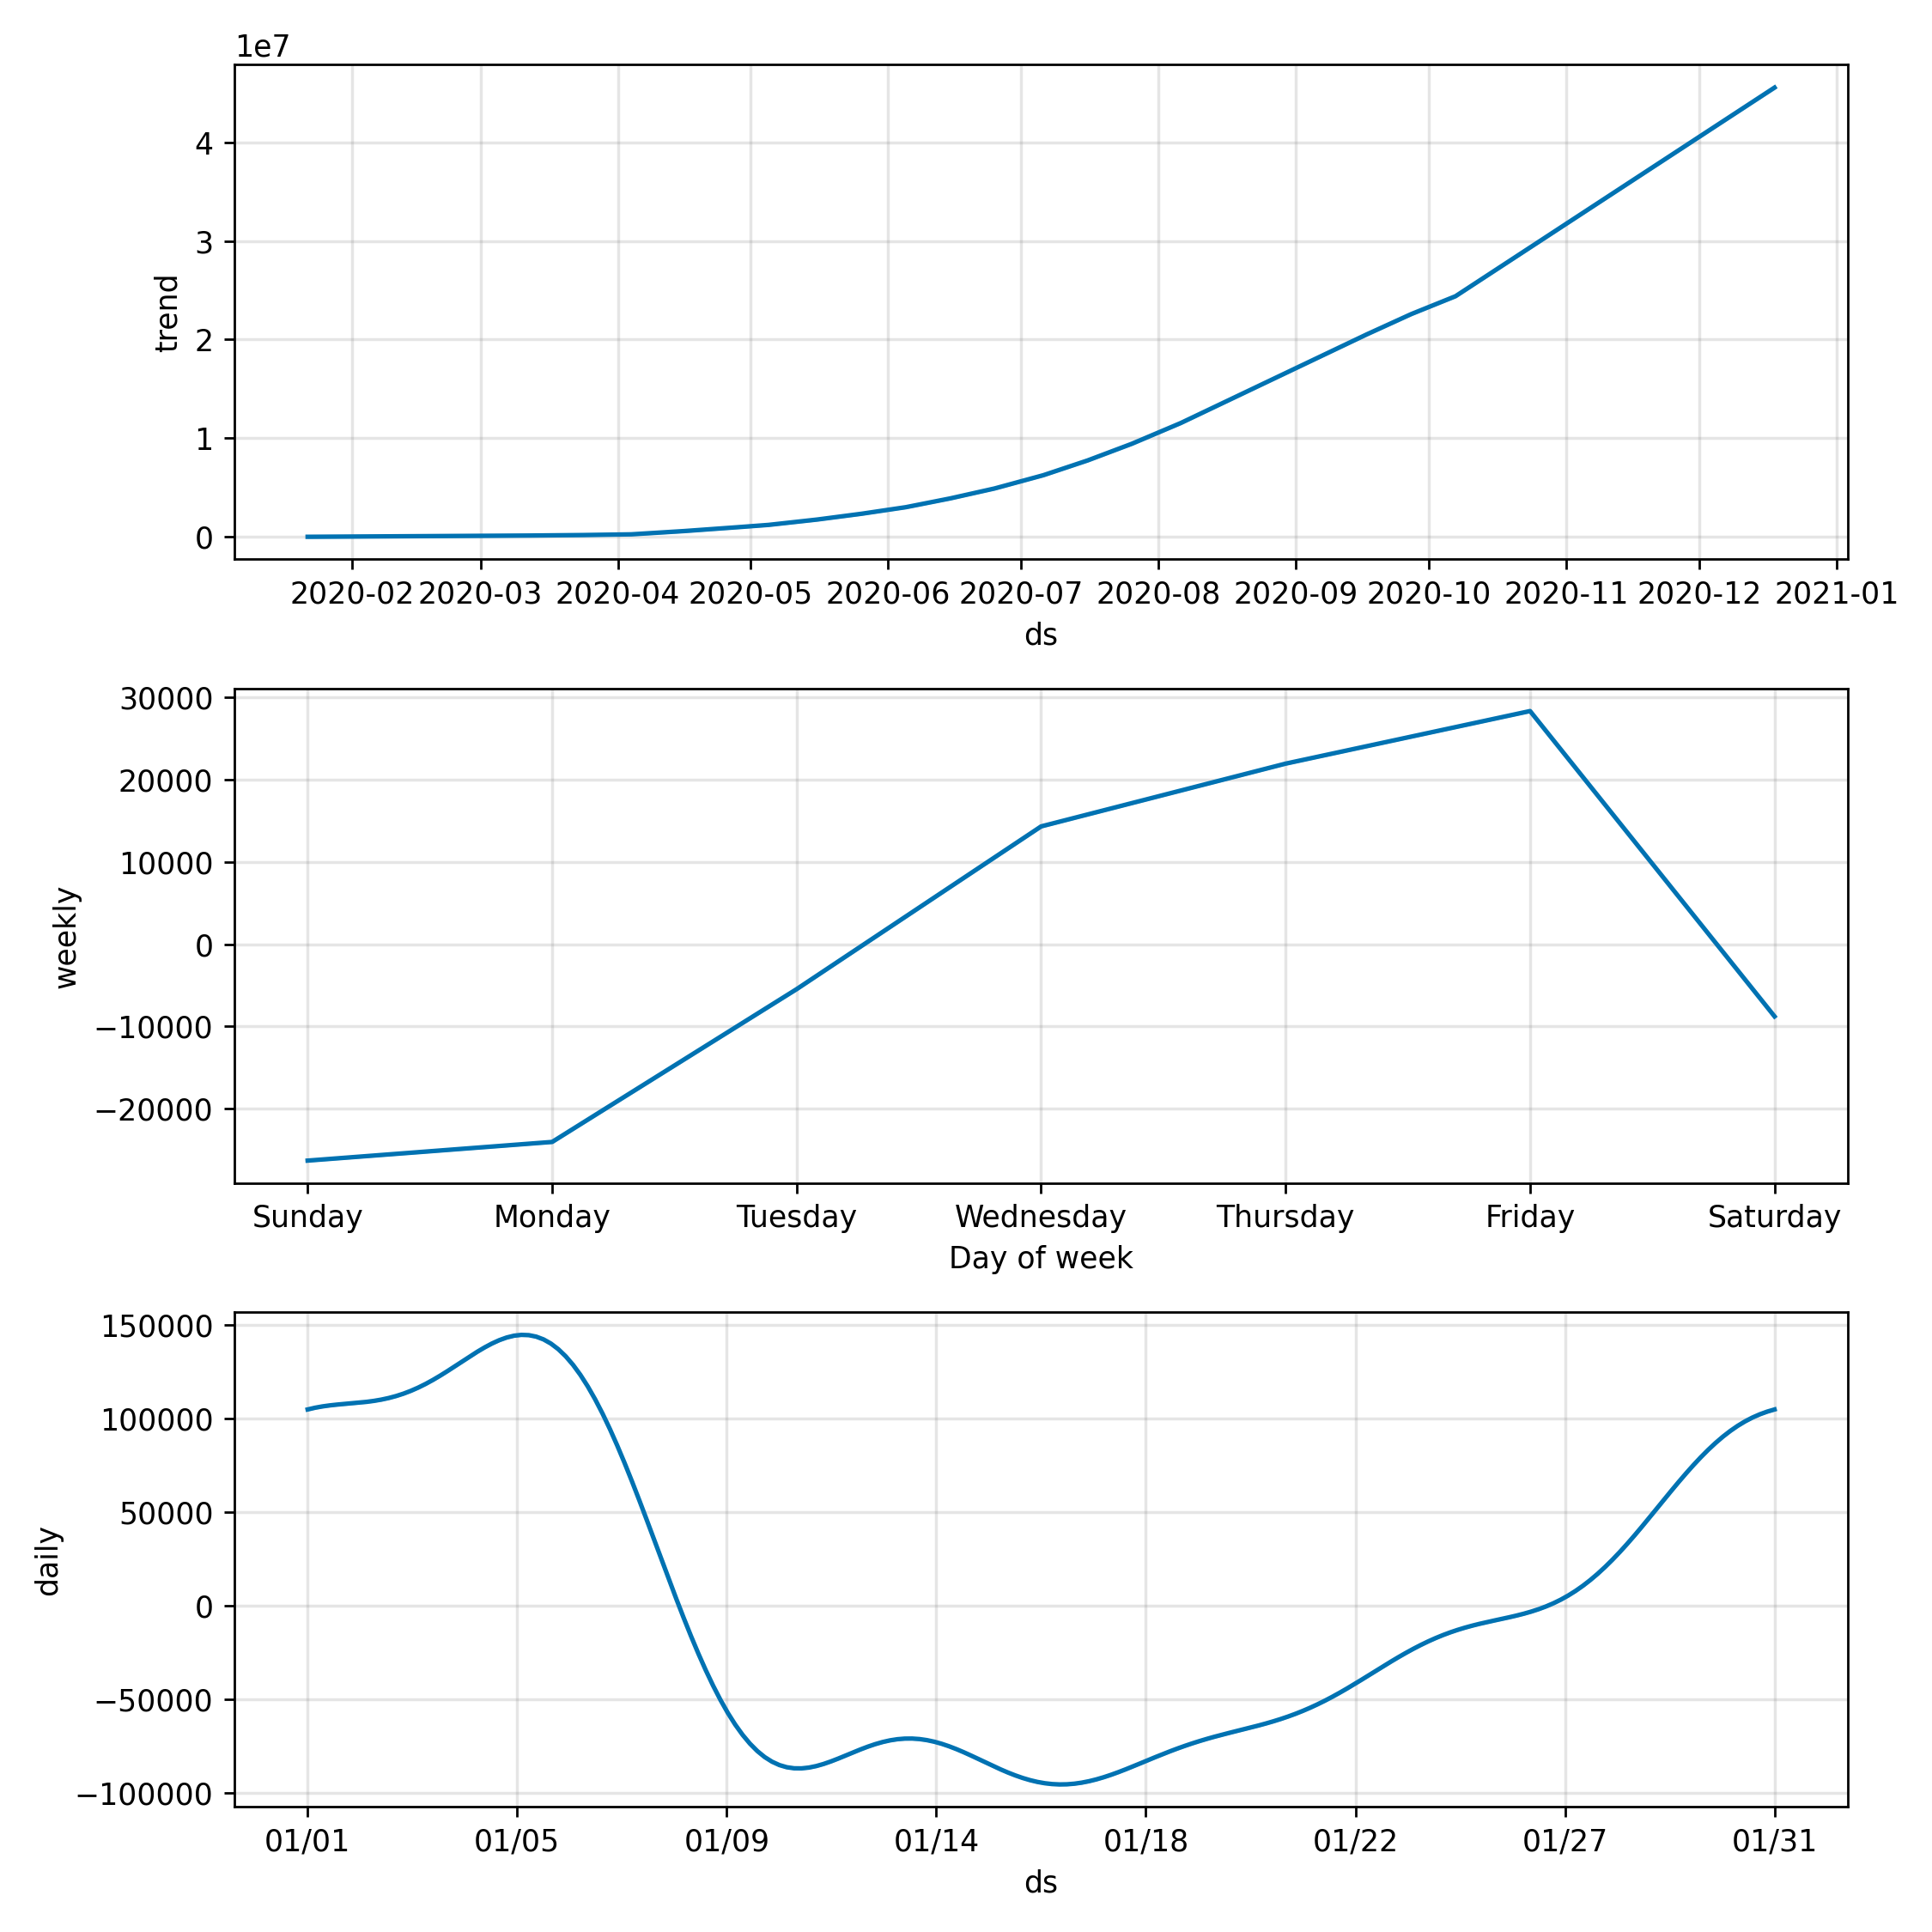 1e7
trend
4
3
2
1
0
2020-02 2020-03 2020-04 2020-05 2020-06 2020-07 2020-08 2020-09 2020-10 2020-11 2020-12 2021-01
ds
weekly
30000
20000
10000
0
−10000
−20000
Sunday Monday Tuesday Wednesday Thursday Friday Saturday
Day of week
daily
150000
100000
50000
0
−50000
−100000
01/01 01/05 01/09 01/14 01/18 01/22 01/27 01/31
ds